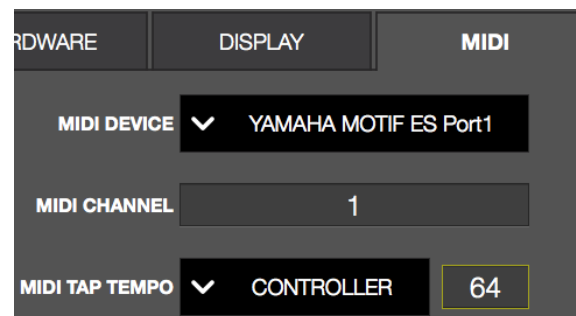 RDWARE DISPLAY MIDI
MIDI DEVICE YAMAHA MOTIF ES Port1
MIDI CHANNEL 1
MIDI TAP TEMPO CONTROLLER 64